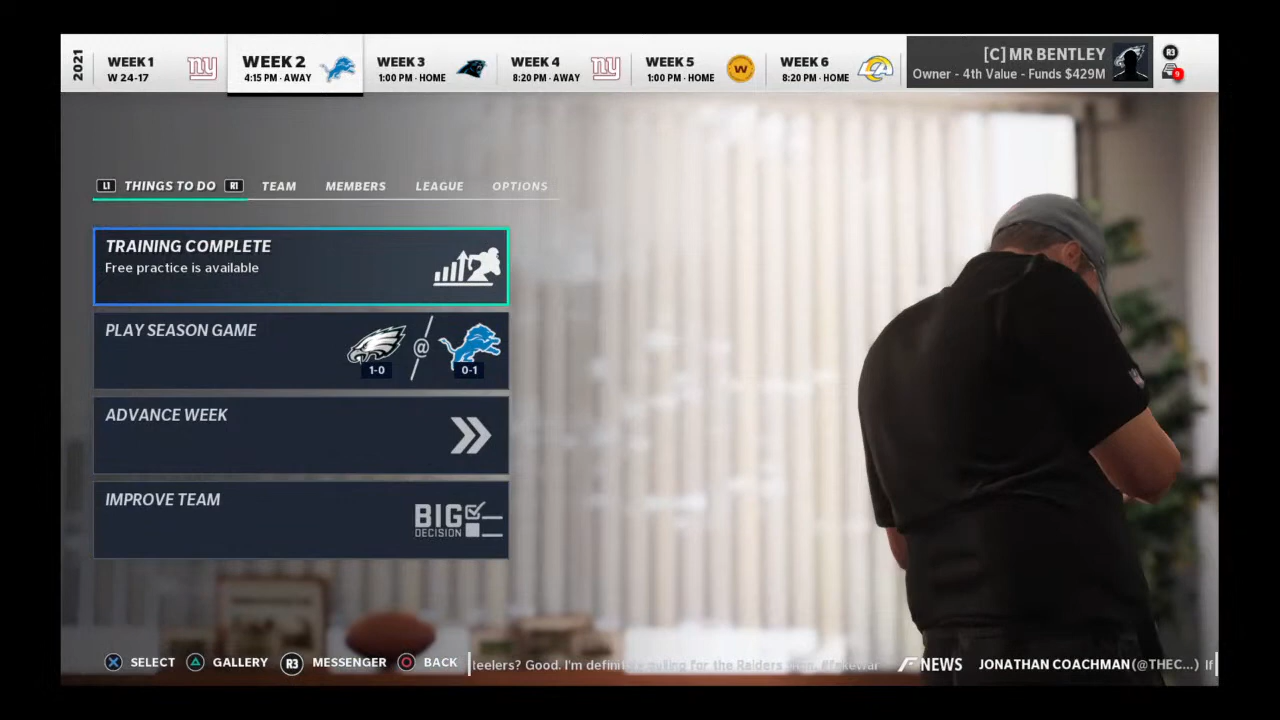 2021
WEEK 1
W 24-17
WEEK 2
4:15 PM · AWAY
WEEK 3
1:00 PM · HOME
WEEK 4
8:20 PM · AWAY
WEEK 5
1:00 PM · HOME
WEEK 6
8:20 PM · HOME
[C] MR BENTLEY
Owner - 4th Value - Funds $429M
R3
9
L1 THINGS TO DO R1 TEAM MEMBERS LEAGUE OPTIONS
TRAINING COMPLETE
Free practice is available
PLAY SEASON GAME
@
1-0
0-1
ADVANCE WEEK
IMPROVE TEAM
BIG
DECISION
SELECT GALLERY R3 MESSENGER BACK
teelers? Good. I'm for the Raiders NEWS JONATHAN COACHMAN (@THEC...) If